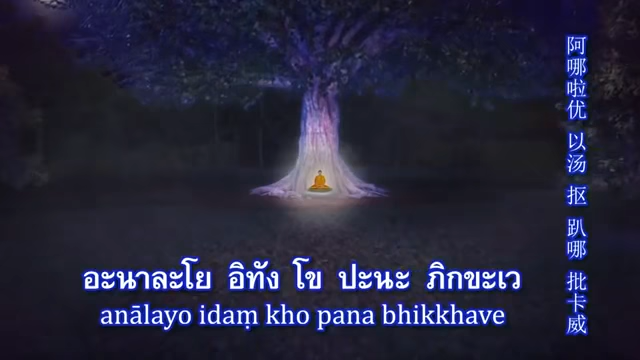 อะนาละโย อิทัง โข ปะนะ ภิกขะเว
anālayo idaṃ kho pana bhikkhave
阿哪啦优 以汤 抠 趴哪 批卡威